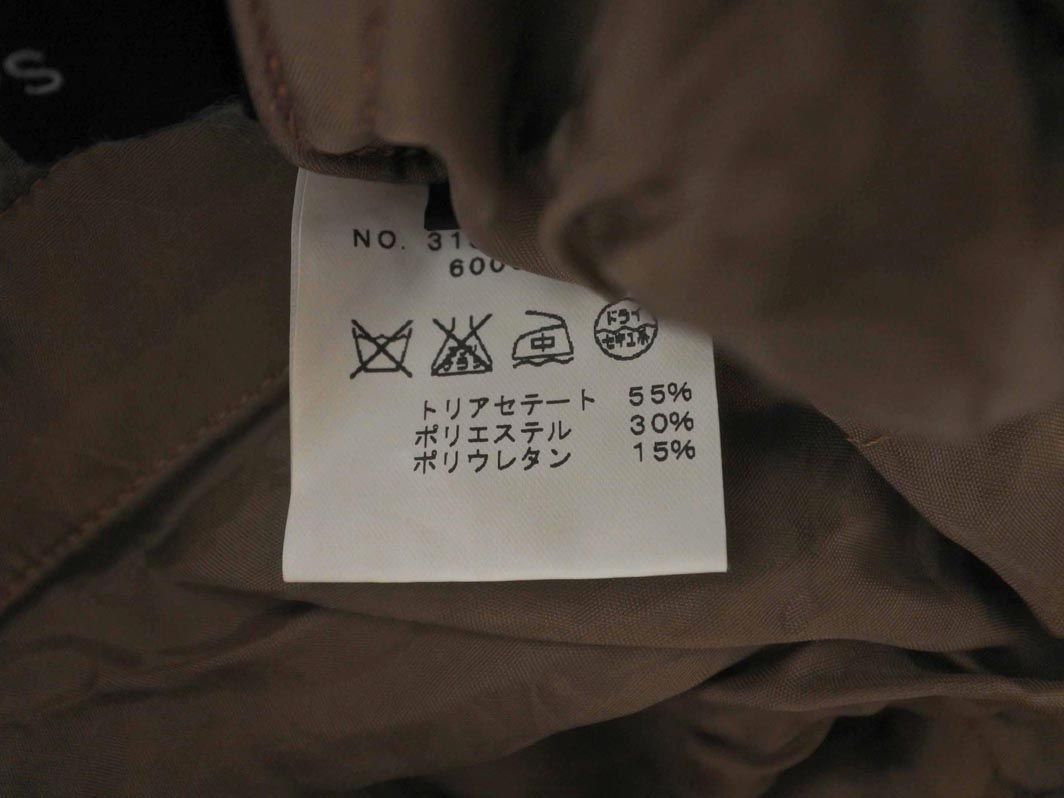 S
NO. 31
600
中
ドライ
セキユ系
トリアセテート 55%
ポリエステル 30%
ポリウレタン 15%